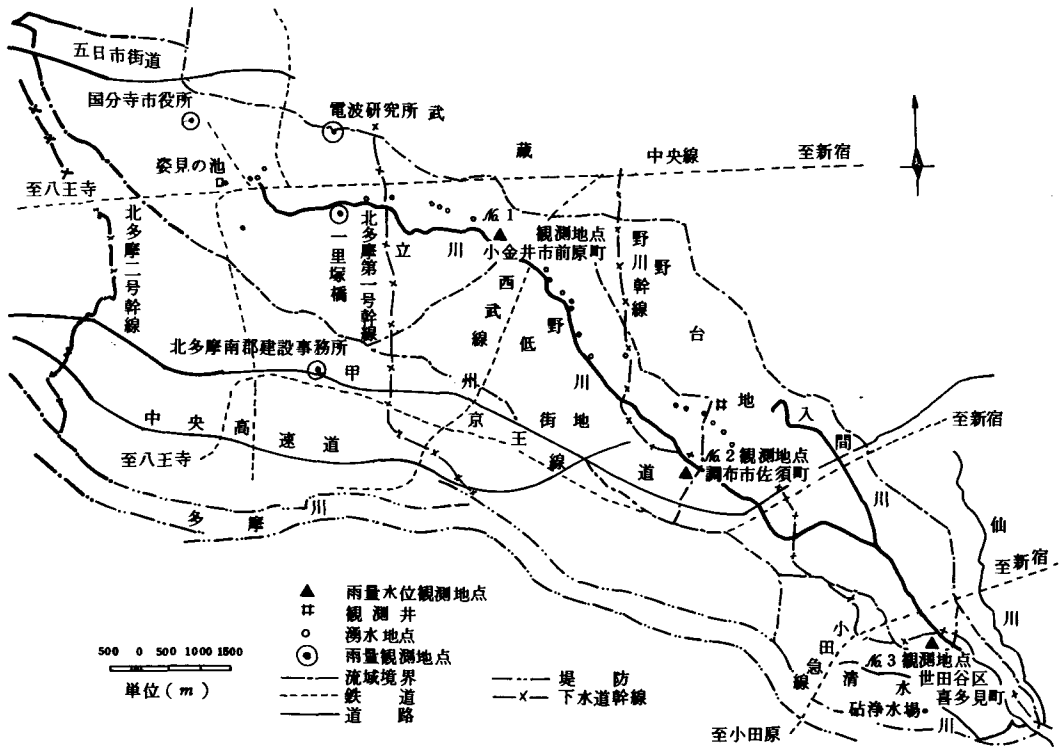 五日市街道
国分寺市役所
電波研究所
武蔵野台地
中央線
至新宿
姿見の池
至八王寺
北多摩二号幹線
一里塚橋
北多摩第一号幹線
立川低地
№1
観測地点
小金井市前原町
西武線
野川
野川幹線
北多摩南郡建設事務所
甲州街道
中央高速道
京王線
至八王寺
入間川
至新宿
№2観測地点
調布市佐須町
多摩川
仙川
至新宿
小田急線
№3観測地点
世田谷区
喜多見町
清水川
砧浄水場
至小田原
雨量水位観測地点
観測井
湧水地点
雨量観測地点
流域境界
鉄道
道路
堤防
下水道幹線
500 0 500 1000 1500
単位(m)